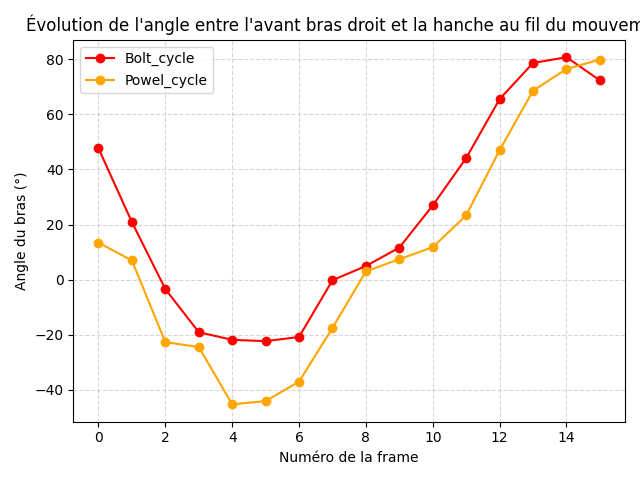 Évolution de l'angle entre l'avant bras droit et la hanche au fil du mouvem
Bolt_cycle
Powel_cycle
80
60
40
20
0
−20
−40
Angle du bras (°)
0 2 4 6 8 10 12 14
Numéro de la frame